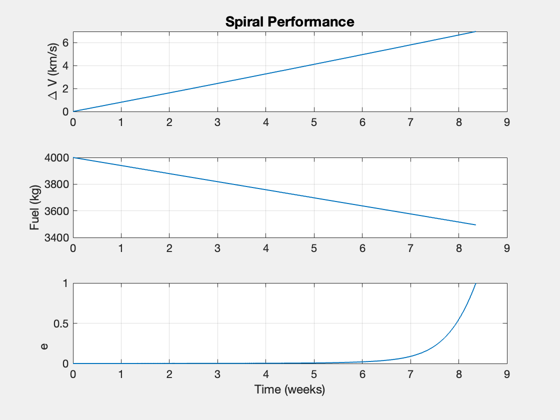 Spiral Performance
6
4
2
0
Δ V (km/s)
0 1 2 3 4 5 6 7 8 9
4000
3800
3600
3400
Fuel (kg)
0 1 2 3 4 5 6 7 8 9
1
0.5
0
e
0 1 2 3 4 5 6 7 8 9
Time (weeks)